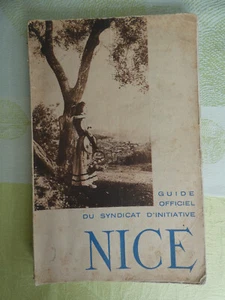 GUIDE
OFFICIEL
DU SYNDICAT D'INITIATIVE
NICE